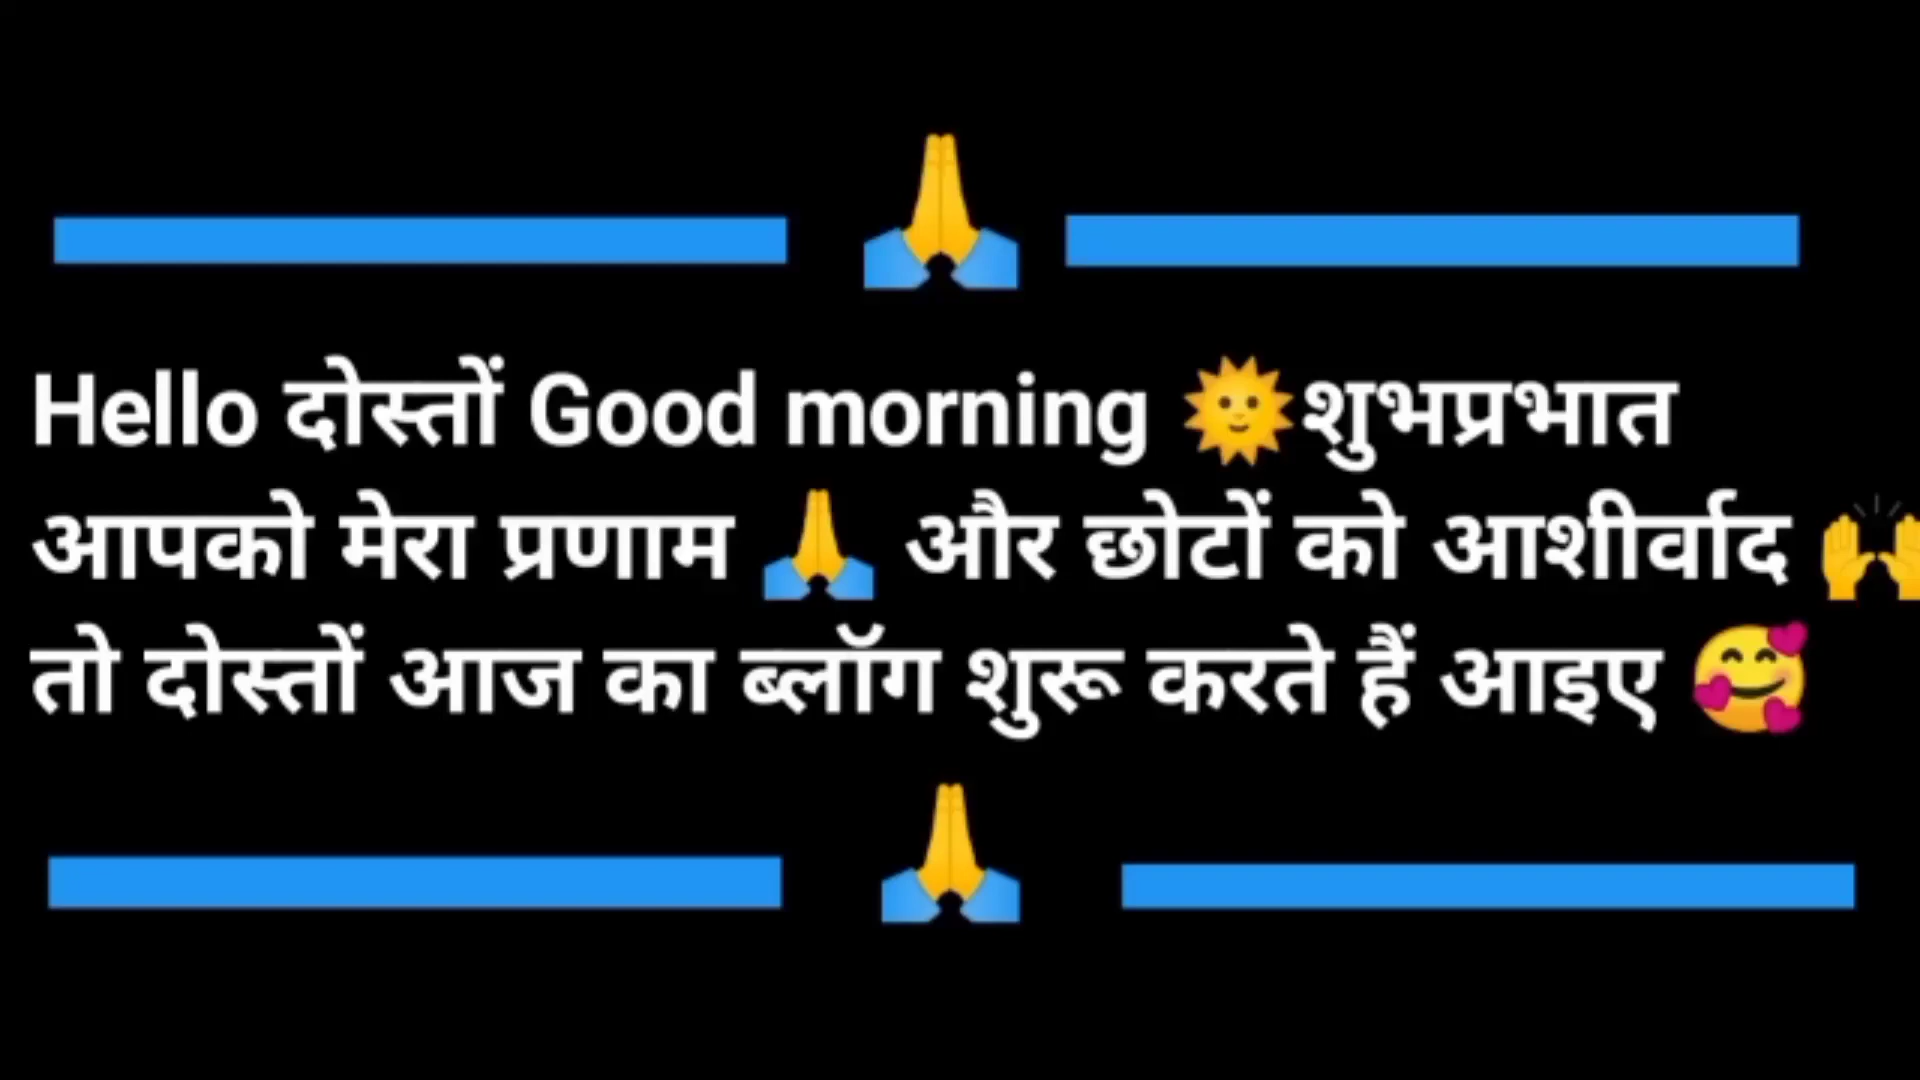 🙏
Hello दोस्तों Good morning 🌞शुभप्रभात
आपको मेरा प्रणाम 🙏 और छोटों को आशीर्वाद 🙌
तो दोस्तों आज का ब्लॉग शुरू करते हैं आइए 🥰
🙏